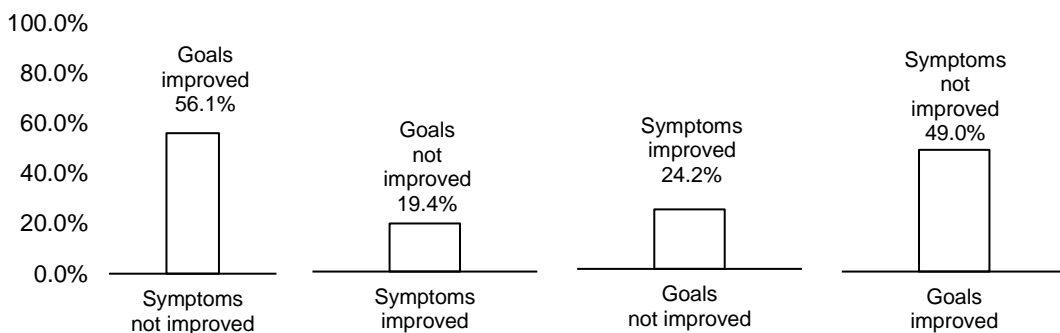 100.0%
80.0%
60.0%
40.0%
20.0%
0.0%
Goals
improved
56.1%
Symptoms
not improved
Goals
not
improved
19.4%
Symptoms
improved
Symptoms
improved
24.2%
Goals
not improved
Symptoms
not
improved
49.0%
Goals
improved